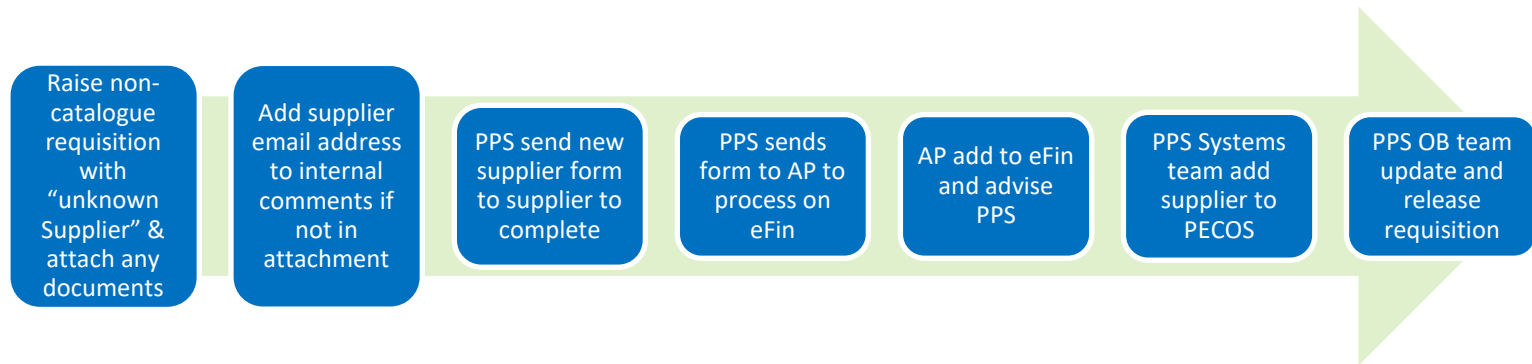 Raise non-
catalogue
requisition
with
“unknown
Supplier” &
attach any
documents
Add supplier
email address
to internal
comments if
not in
attachment
PPS send new
supplier form
to supplier to
complete
PPS sends
form to AP to
process on
eFin
AP add to eFin
and advise
PPS
PPS Systems
team add
supplier to
PECOS
PPS OB team
update and
release
requisition